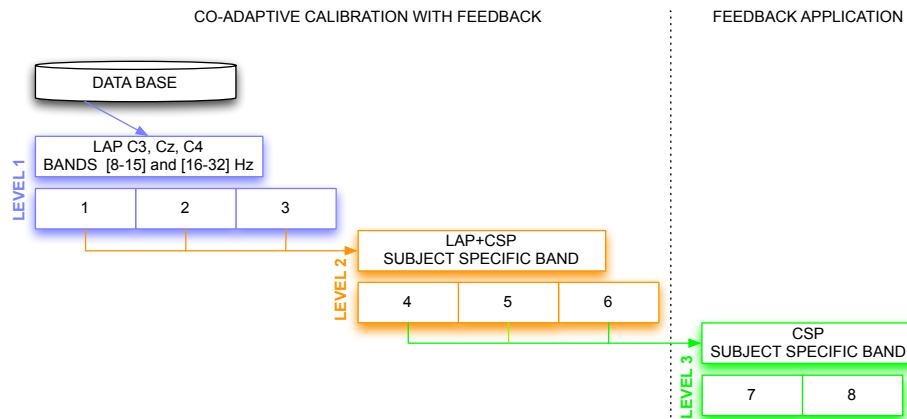 CO-ADAPTIVE CALIBRATION WITH FEEDBACK
FEEDBACK APPLICATION
DATA BASE
LEVEL 1
LAP C3, Cz, C4
BANDS [8-15] and [16-32] Hz
1 2 3
LEVEL 2
LAP+CSP
SUBJECT SPECIFIC BAND
4 5 6
LEVEL 3
CSP
SUBJECT SPECIFIC BAND
7 8